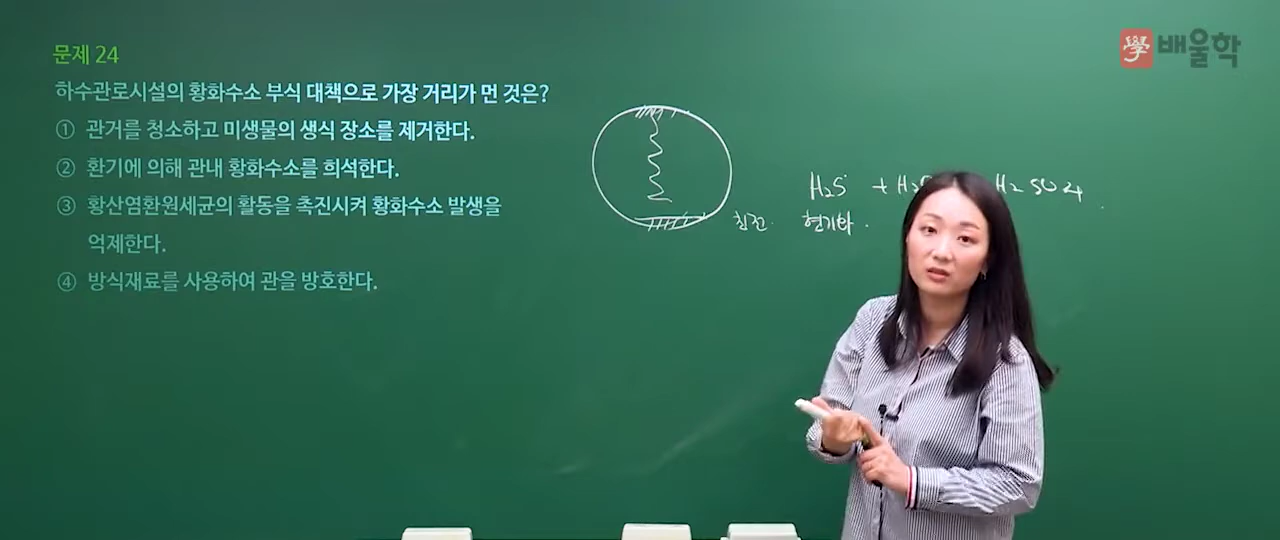 學 배울학
문제 24
하수관로시설의 황화수소 부식 대책으로 가장 거리가 먼 것은?
① 관거를 청소하고 미생물의 생식 장소를 제거한다.
② 환기에 의해 관내 황화수소를 희석한다.
③ 황산염환원세균의 활동을 촉진시켜 황화수소 발생을
억제한다.
④ 방식재료를 사용하여 관을 방호한다.
H₂S + H₂SO₄
침전. 혐기화.